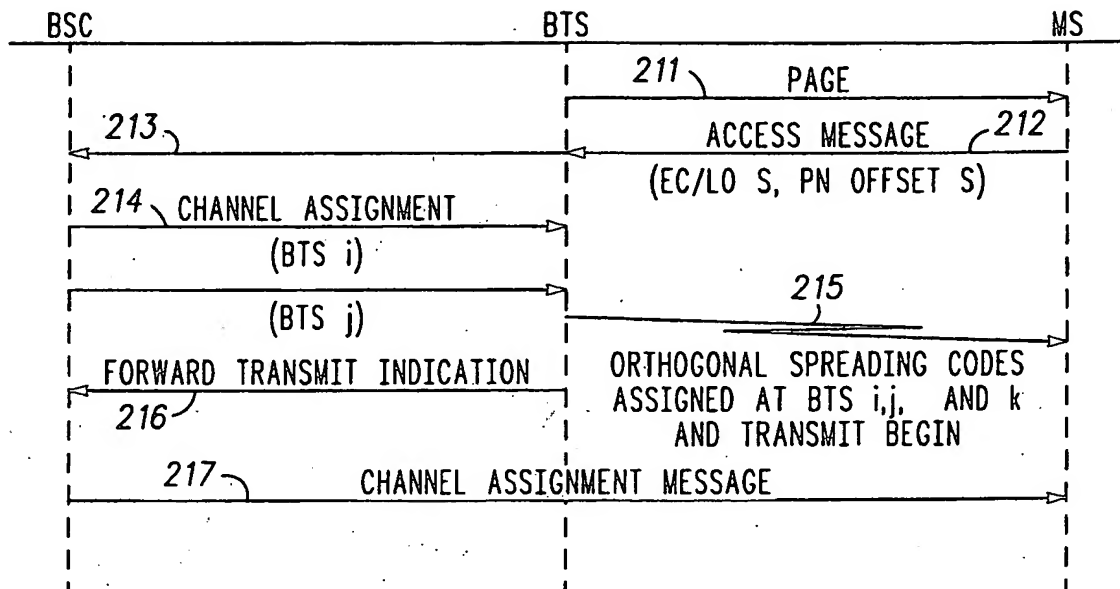 BSC BTS MS
211 PAGE
213 ACCESS MESSAGE 212
(EC/LO S, PN OFFSET S)
214 CHANNEL ASSIGNMENT
(BTS i)
215
(BTS j)
FORWARD TRANSMIT INDICATION
216
ORTHOGONAL SPREADING CODES
ASSIGNED AT BTS i,j, AND k
AND TRANSMIT BEGIN
217 CHANNEL ASSIGNMENT MESSAGE